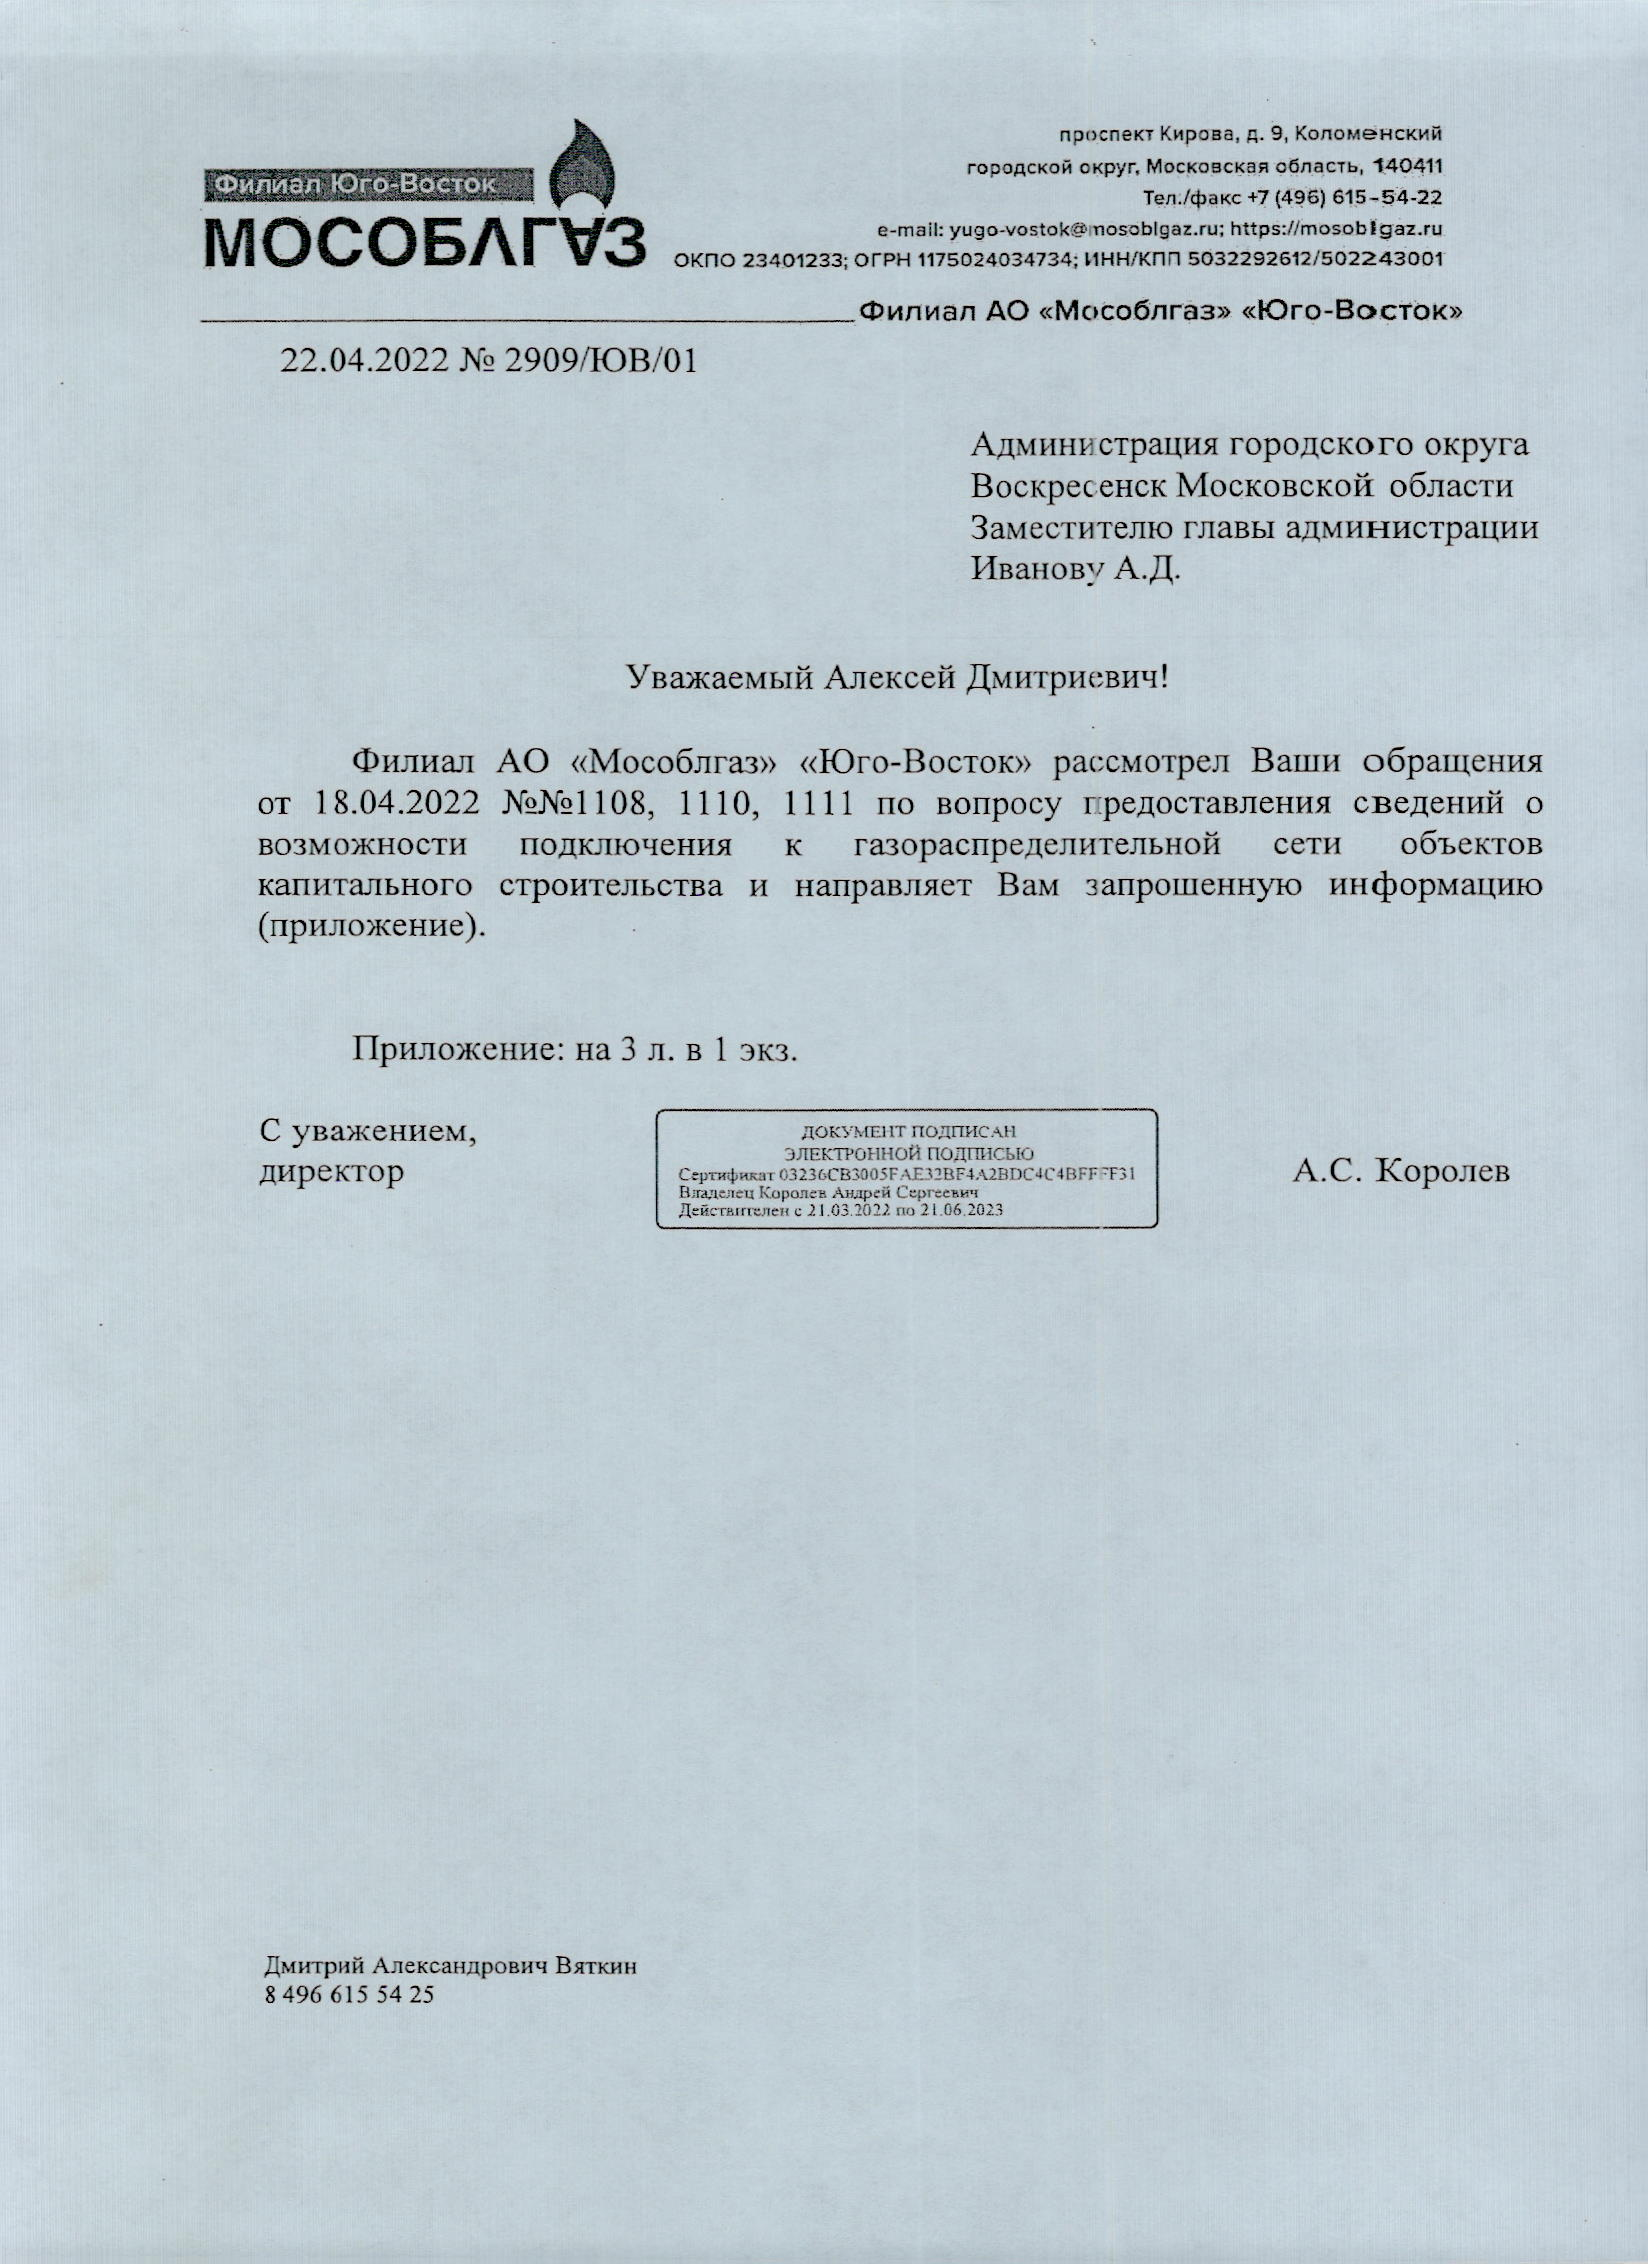 Филиал Юго-Восток
МОСОБЛГАЗ
проспект Кирова, д. 9, Коломенский
городской округ, Московская область, 140411
Тел./факс +7 (496) 615-54-22
e-mail: yugo-vostok@mosoblgaz.ru; https://mosoblgaz.ru
ОКПО 23401233; ОГРН 1175024034734; ИНН/КПП 5032292612/502243001
Филиал АО «Мособлгаз» «Юго-Восток»
22.04.2022 № 2909/ЮВ/01
Администрация городского округа
Воскресенск Московской области
Заместителю главы администрации
Иванову А.Д.
Уважаемый Алексей Дмитриевич!
Филиал АО «Мособлгаз» «Юго-Восток» рассмотрел Ваши обращения
от 18.04.2022 №№1108, 1110, 1111 по вопросу предоставления сведений о
возможности подключения к газораспределительной сети объектов
капитального строительства и направляет Вам запрошенную информацию
(приложение).
Приложение: на 3 л. в 1 экз.
С уважением,
директор
ДОКУМЕНТ ПОДПИСАН
ЭЛЕКТРОННОЙ ПОДПИСЬЮ
Сертификат 03236CB3005FAE32BF4A2BDC4C4BFFFF31
Владелец Королев Андрей Сергеевич
Действителен с 21.03.2022 по 21.06.2023
А.С. Королев
Дмитрий Александрович Вяткин
8 496 615 54 25